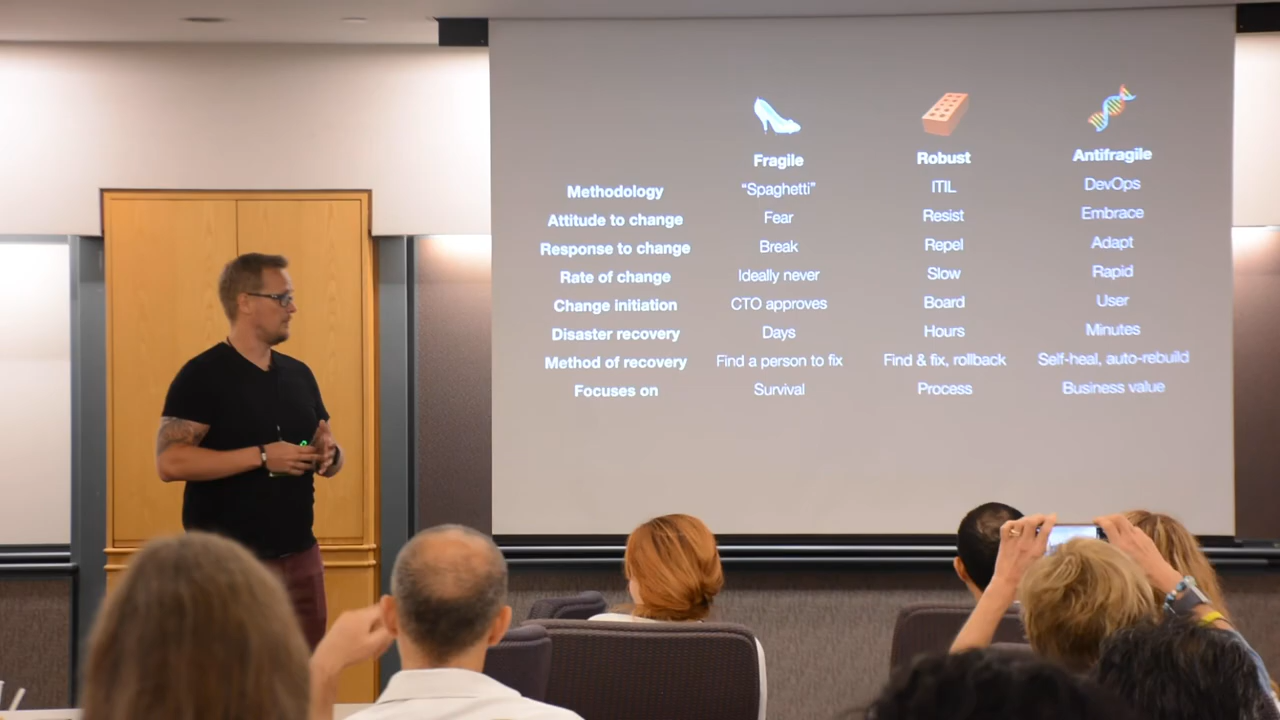 Fragile Robust Antifragile
Methodology “Spaghetti” ITIL DevOps
Attitude to change Fear Resist Embrace
Response to change Break Repel Adapt
Rate of change Ideally never Slow Rapid
Change initiation CTO approves Board User
Disaster recovery Days Hours Minutes
Method of recovery Find a person to fix Find & fix, rollback Self-heal, auto-rebuild
Focuses on Survival Process Business value